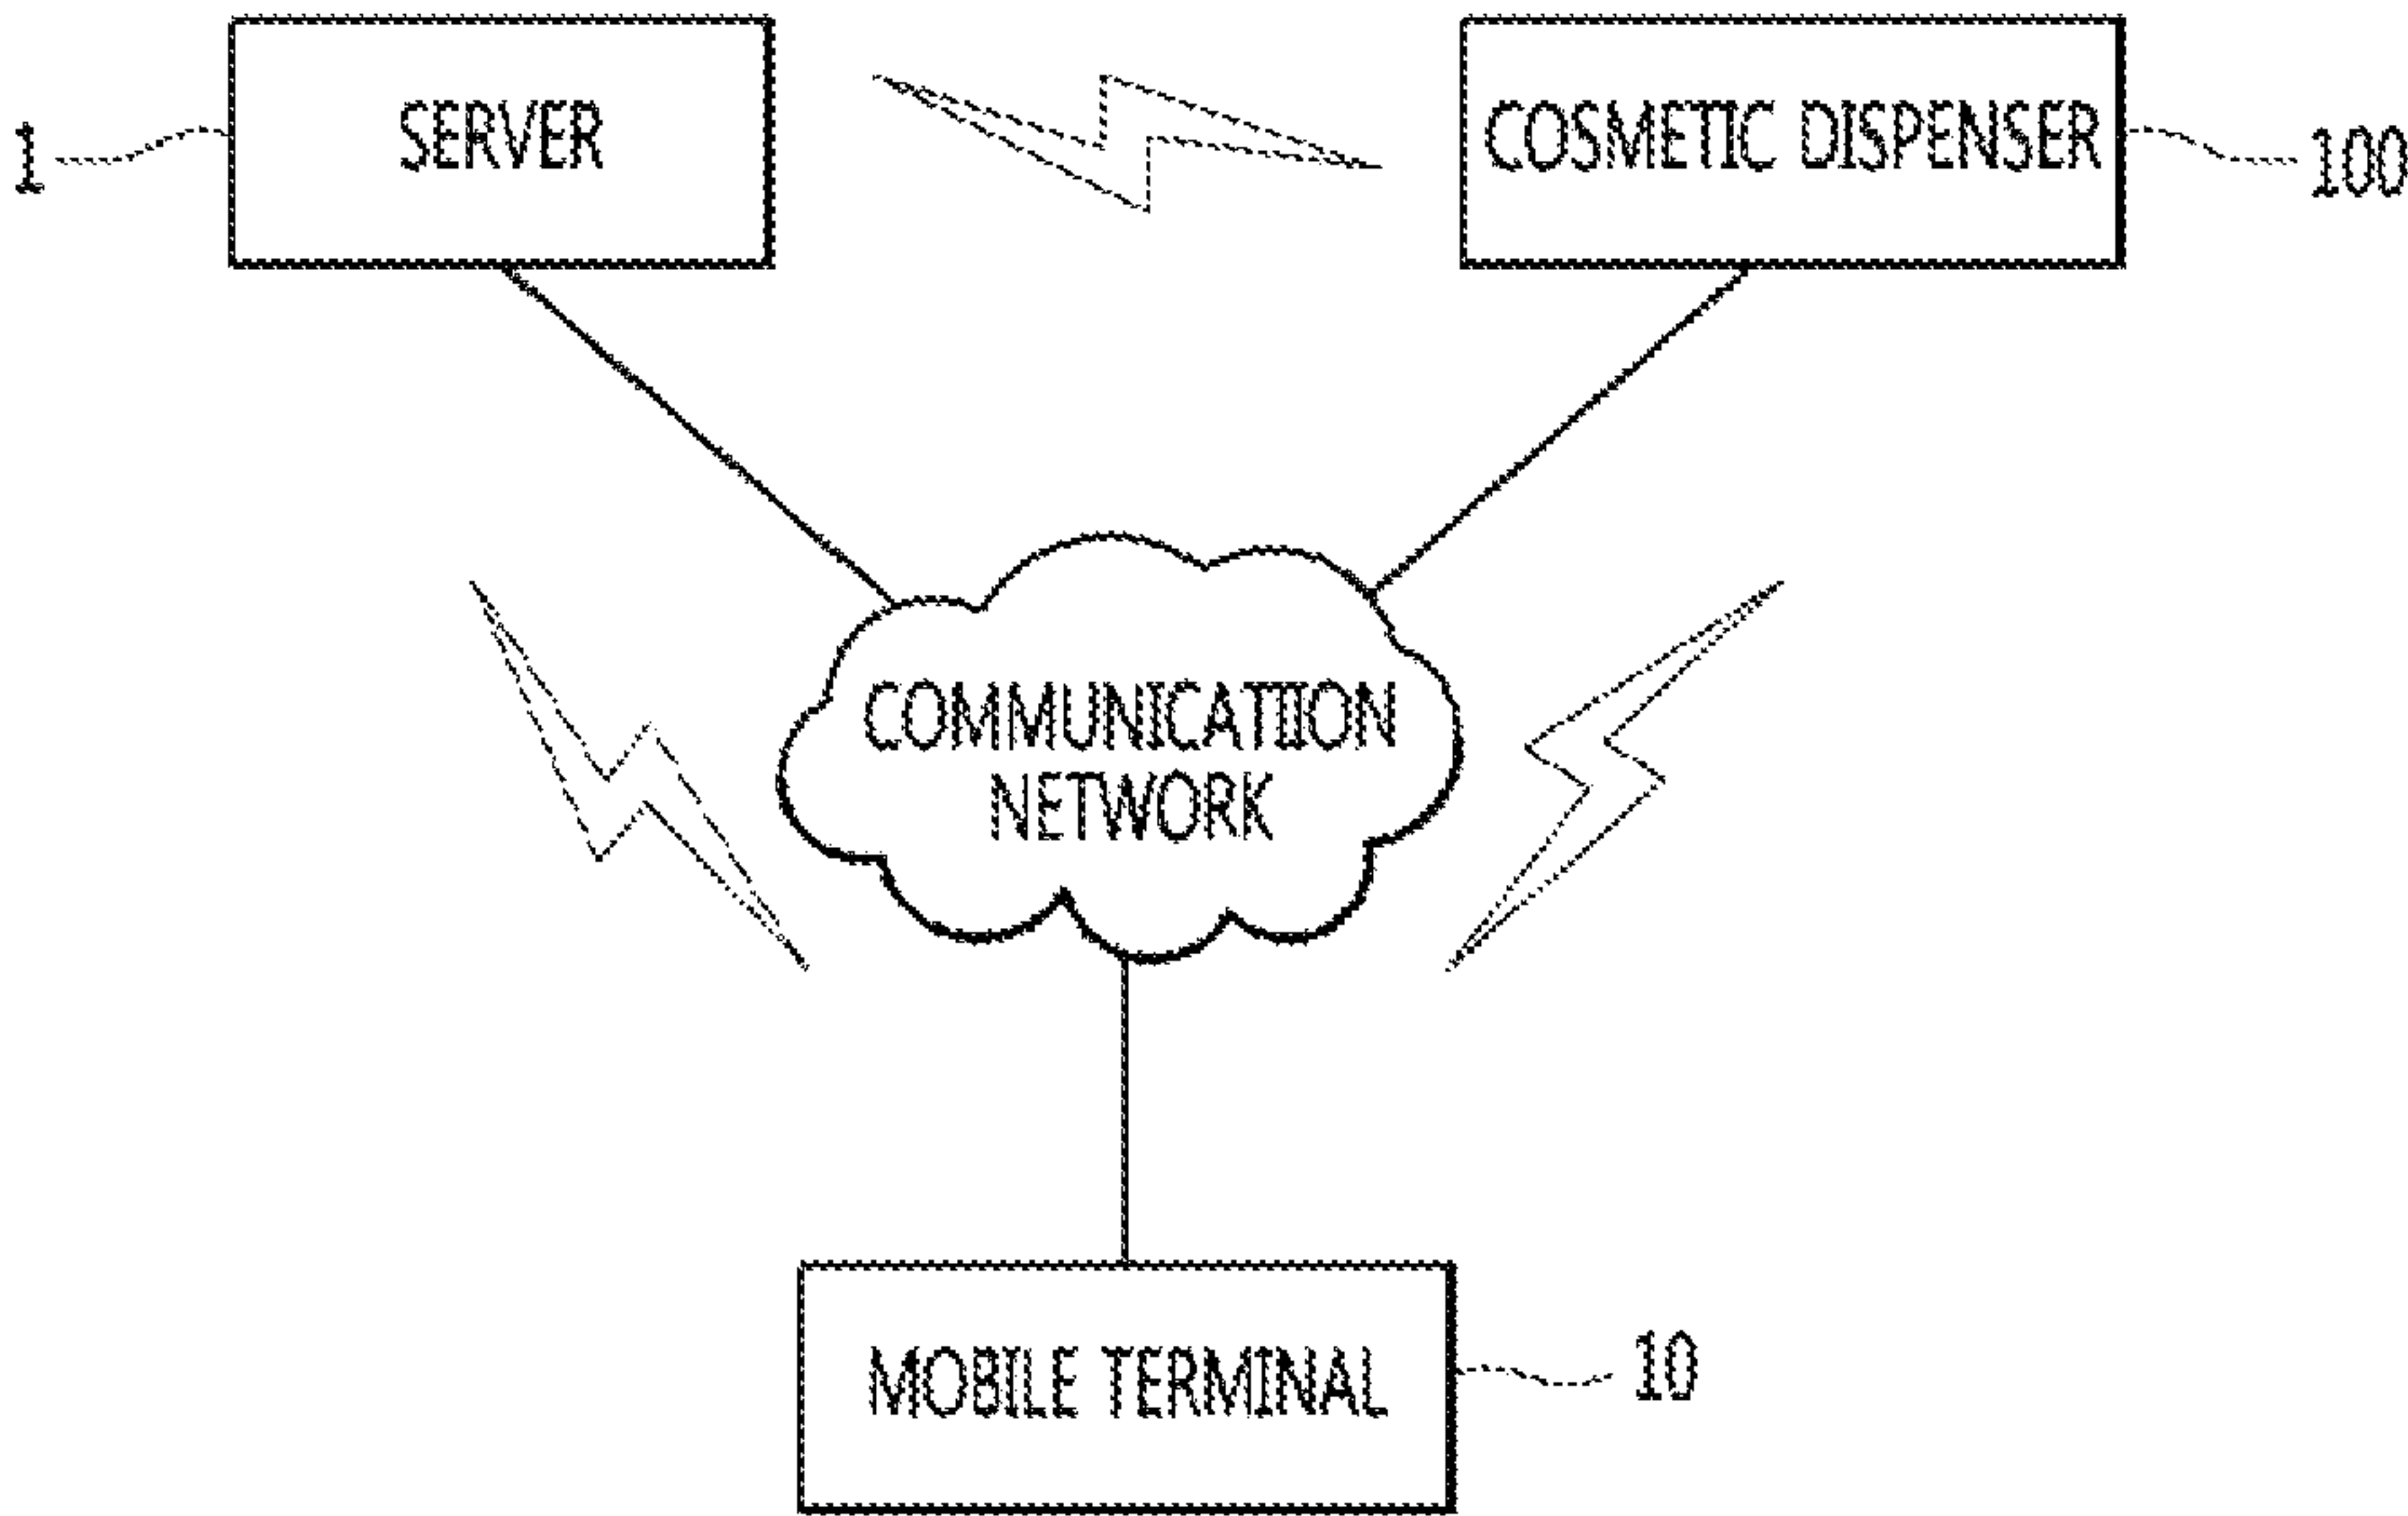 SERVER
COSMETIC DISPENSER
1
100
COMMUNICATIION
NETWORK
MOBILE TERMINAL
10